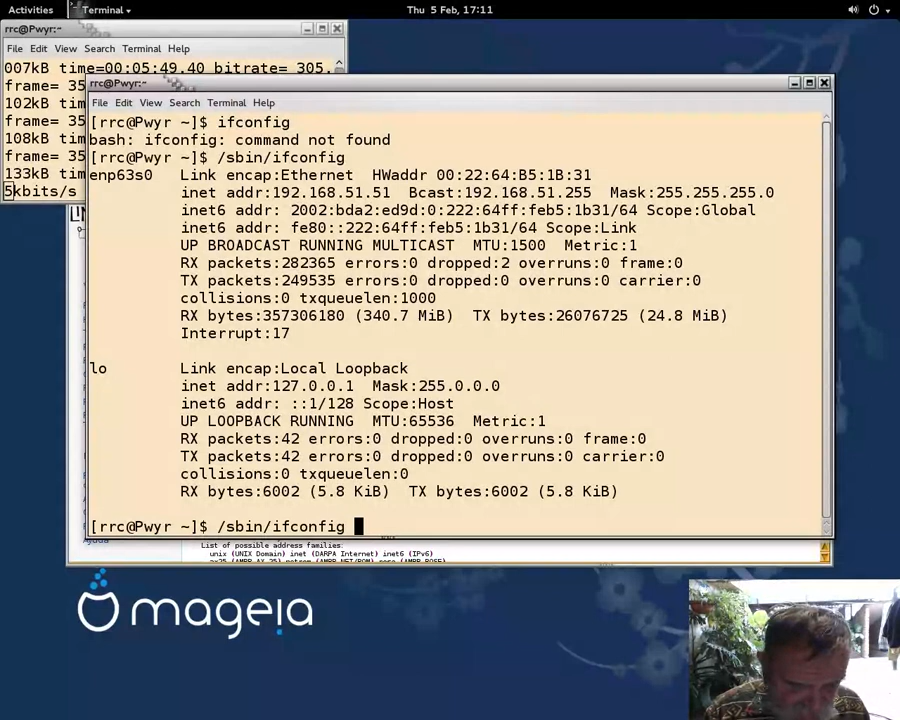 Activities
Terminal
Thu 5 Feb, 17:11
rrc@Pwyr:~
File Edit View Search Terminal Help
007kB time=00:05:49.40 bitrate= 305.
frame= 35
102kB tim
frame= 35
108kB tim
frame= 35
133kB tim
5kbits/s
rrc@Pwyr:~
File Edit View Search Terminal Help
[rrc@Pwyr ~]$ ifconfig
bash: ifconfig: command not found
[rrc@Pwyr ~]$ /sbin/ifconfig
enp63s0 Link encap:Ethernet HWaddr 00:22:64:B5:1B:31
inet addr:192.168.51.51 Bcast:192.168.51.255 Mask:255.255.255.0
inet6 addr: 2002:bda2:ed9d:0:222:64ff:feb5:1b31/64 Scope:Global
inet6 addr: fe80::222:64ff:feb5:1b31/64 Scope:Link
UP BROADCAST RUNNING MULTICAST MTU:1500 Metric:1
RX packets:282365 errors:0 dropped:2 overruns:0 frame:0
TX packets:249535 errors:0 dropped:0 overruns:0 carrier:0
collisions:0 txqueuelen:1000
RX bytes:357306180 (340.7 MiB) TX bytes:26076725 (24.8 MiB)
Interrupt:17
lo Link encap:Local Loopback
inet addr:127.0.0.1 Mask:255.0.0.0
inet6 addr: ::1/128 Scope:Host
UP LOOPBACK RUNNING MTU:65536 Metric:1
RX packets:42 errors:0 dropped:0 overruns:0 frame:0
TX packets:42 errors:0 dropped:0 overruns:0 carrier:0
collisions:0 txqueuelen:0
RX bytes:6002 (5.8 KiB) TX bytes:6002 (5.8 KiB)
[rrc@Pwyr ~]$ /sbin/ifconfig
List of possible address families:
unix (UNIX Domain) inet (DARPA Internet) inet6 (IPv6)
mageia